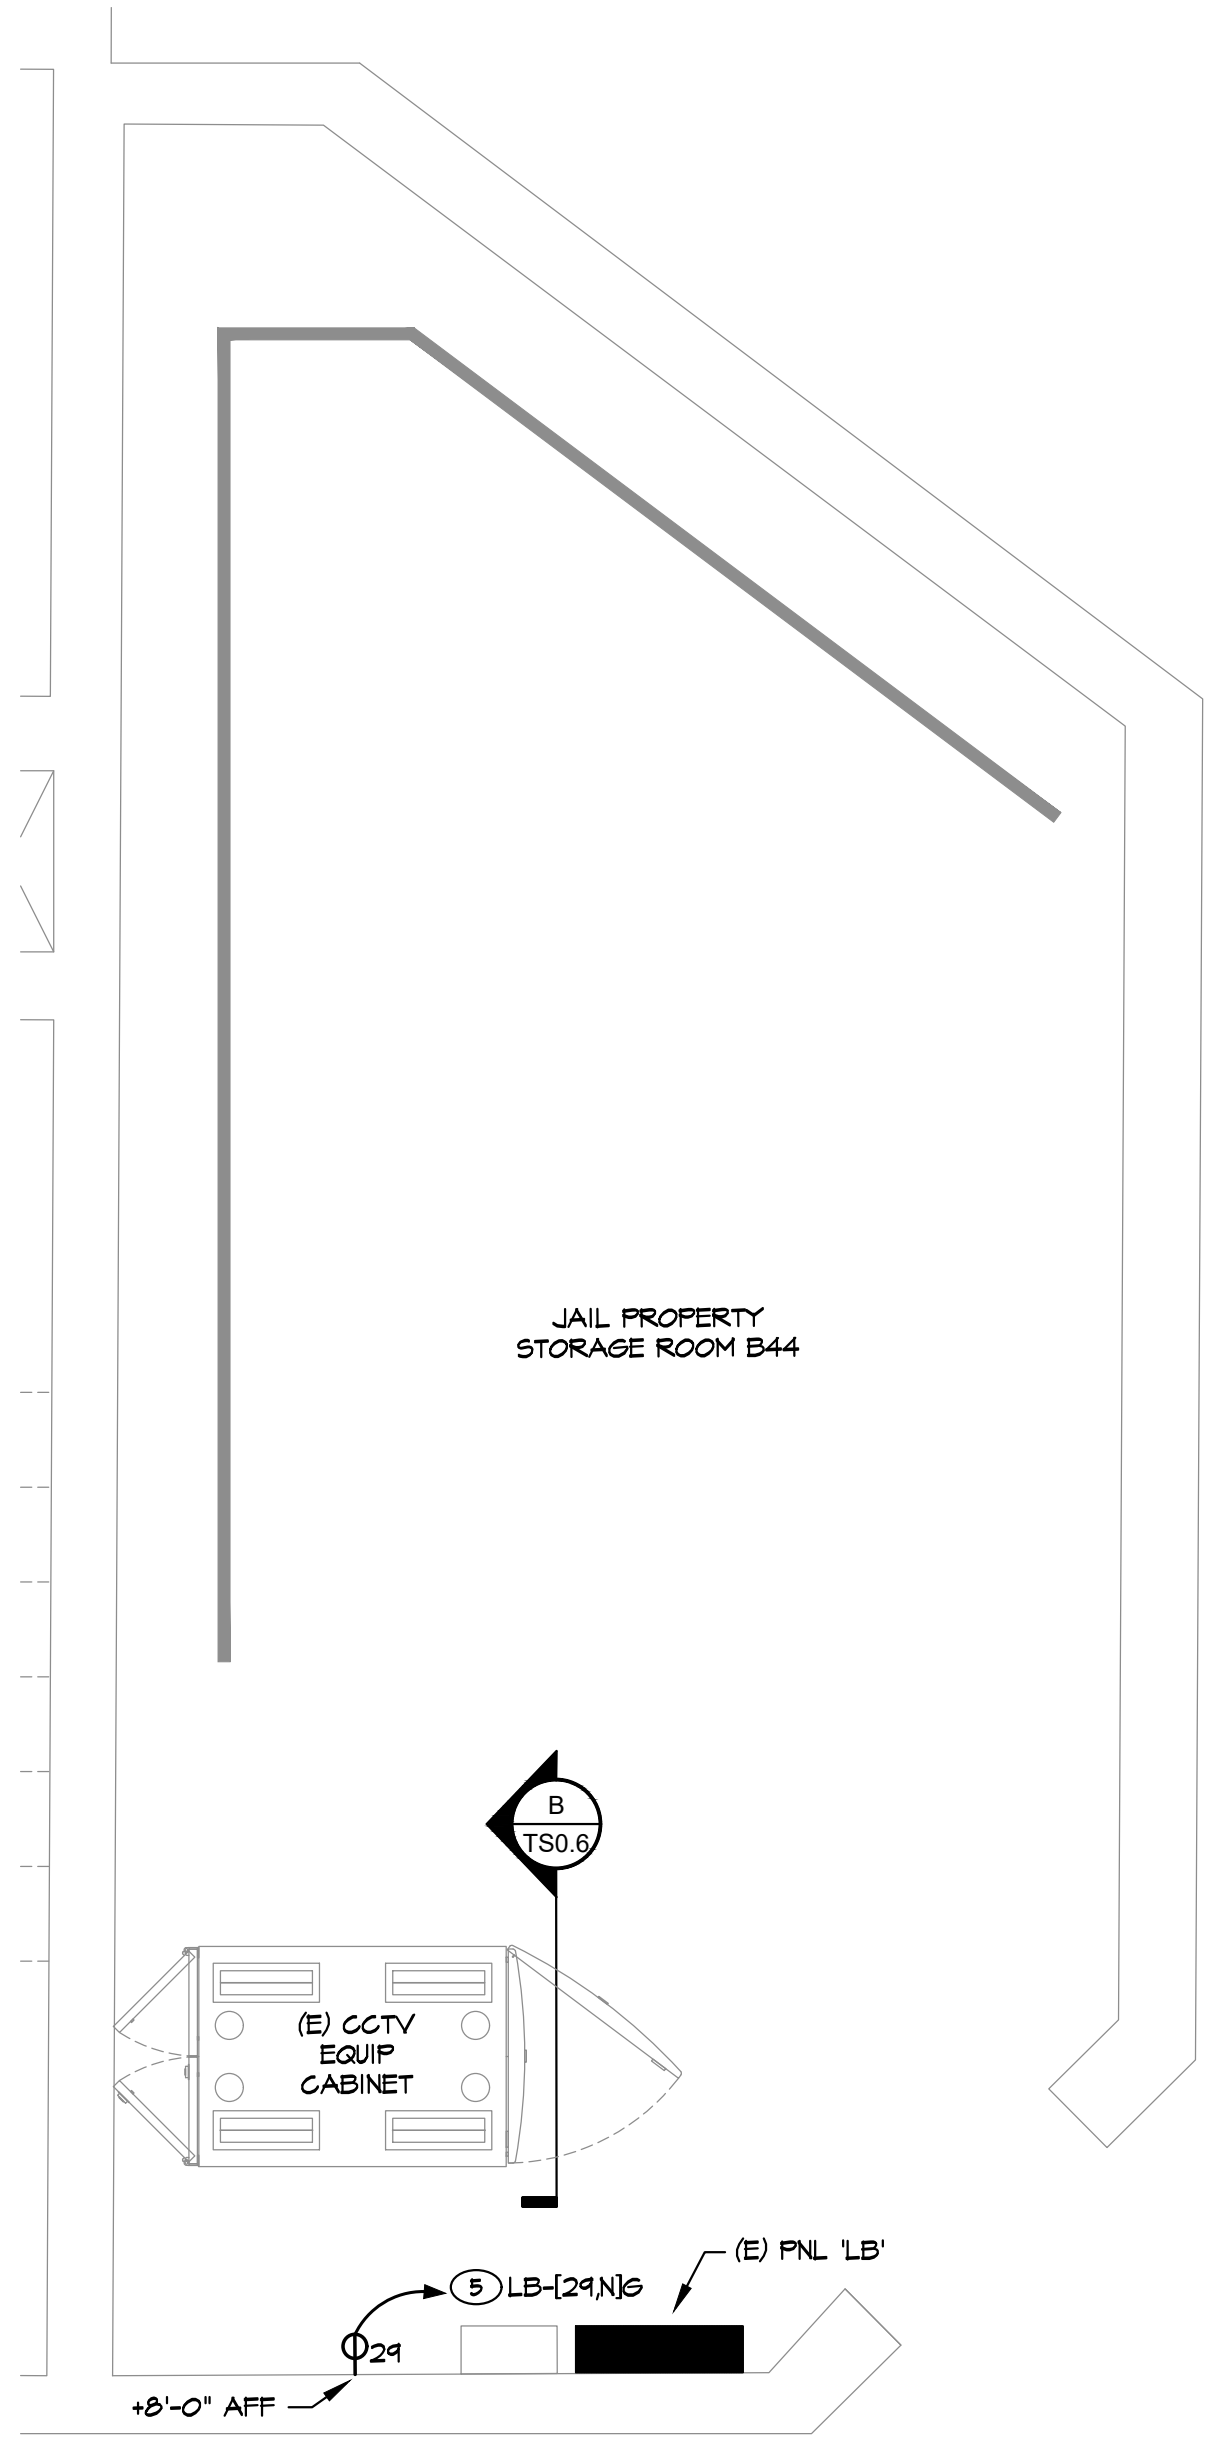 JAIL PROPERTY
STORAGE ROOM B44
B
TS0.6
(E) CCTV
EQUIP
CABINET
(E) PNL 'LB'
5 LB-[29,N]G
29
+8'-0" AFF